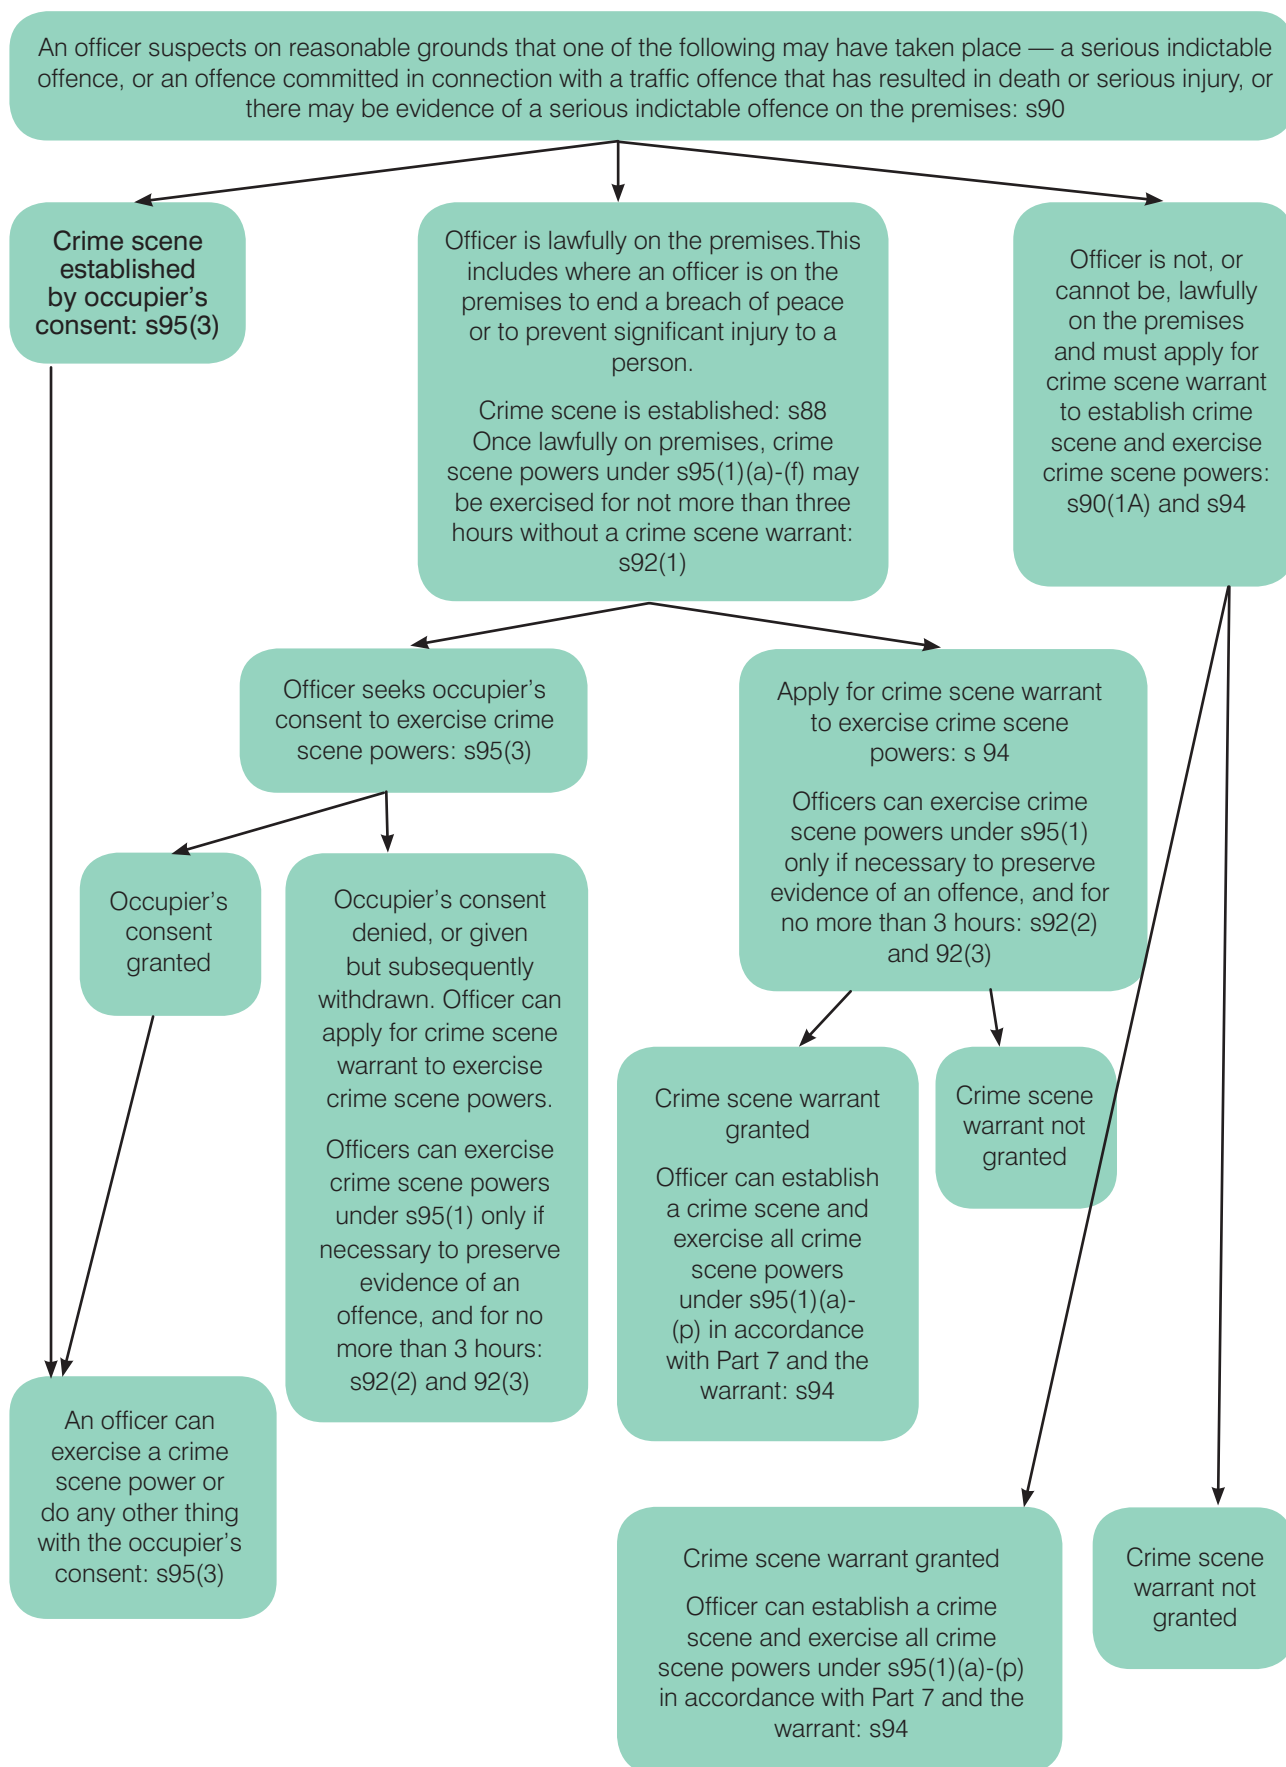 An officer suspects on reasonable grounds that one of the following may have taken place — a serious indictable
offence, or an offence committed in connection with a traffic offence that has resulted in death or serious injury, or
there may be evidence of a serious indictable offence on the premises: s90
Crime scene
established
by occupier’s
consent: s95(3)
Officer is lawfully on the premises.This
includes where an officer is on the
premises to end a breach of peace
or to prevent significant injury to a
person.
Crime scene is established: s88
Once lawfully on premises, crime
scene powers under s95(1)(a)-(f) may
be exercised for not more than three
hours without a crime scene warrant:
s92(1)
Officer is not, or
cannot be, lawfully
on the premises
and must apply for
crime scene warrant
to establish crime
scene and exercise
crime scene powers:
s90(1A) and s94
Officer seeks occupier’s
consent to exercise crime
scene powers: s95(3)
Apply for crime scene warrant
to exercise crime scene
powers: s 94
Officers can exercise crime
scene powers under s95(1)
only if necessary to preserve
evidence of an offence, and for
no more than 3 hours: s92(2)
and 92(3)
Occupier’s
consent
granted
Occupier’s consent
denied, or given
but subsequently
withdrawn. Officer can
apply for crime scene
warrant to exercise
crime scene powers.
Officers can exercise
crime scene powers
under s95(1) only if
necessary to preserve
evidence of an
offence, and for no
more than 3 hours:
s92(2) and 92(3)
Crime scene warrant
granted
Officer can establish
a crime scene and
exercise all crime
scene powers
under s95(1)(a)-
(p) in accordance
with Part 7 and the
warrant: s94
Crime scene
warrant not
granted
An officer can
exercise a crime
scene power or
do any other thing
with the occupier’s
consent: s95(3)
Crime scene warrant granted
Officer can establish a crime
scene and exercise all crime
scene powers under s95(1)(a)-(p)
in accordance with Part 7 and the
warrant: s94
Crime scene
warrant not
granted